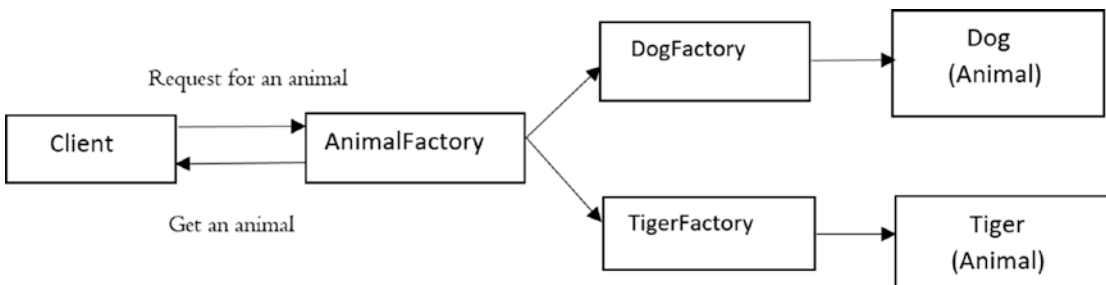 Request for an animal
Client
AnimalFactory
Get an animal
DogFactory
Dog
(Animal)
TigerFactory
Tiger
(Animal)